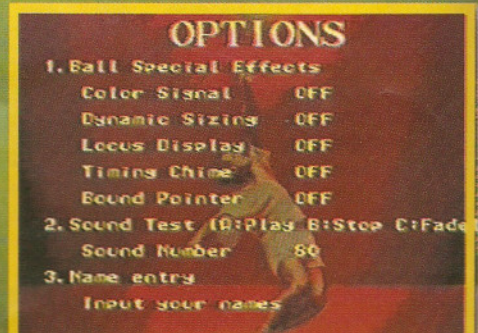 OPTIONS
1. Ball Special Effects
Color Signal OFF
Dynamic Sizing OFF
Locus Display OFF
Timing Chime OFF
Bound Pointer OFF
2. Sound Test (A:Play B:Stop C:Fade
Sound Number 80
3. Name entry
Input your names